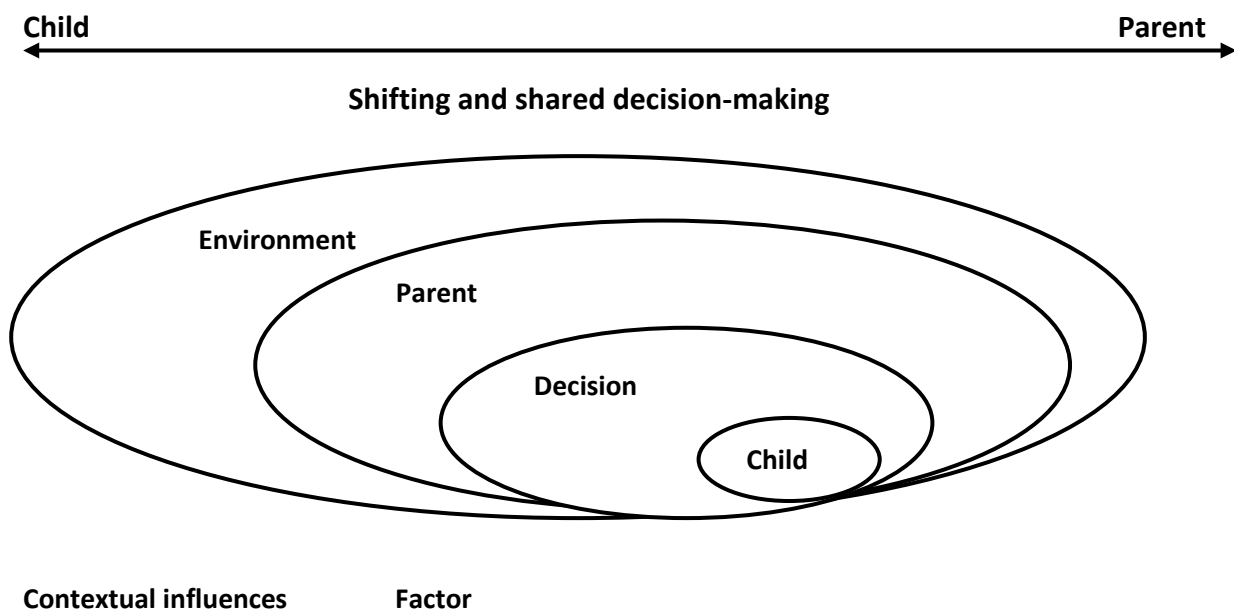 Child Parent
Shifting and shared decision-making
Environment
Parent
Decision
Child
Contextual influences Factor